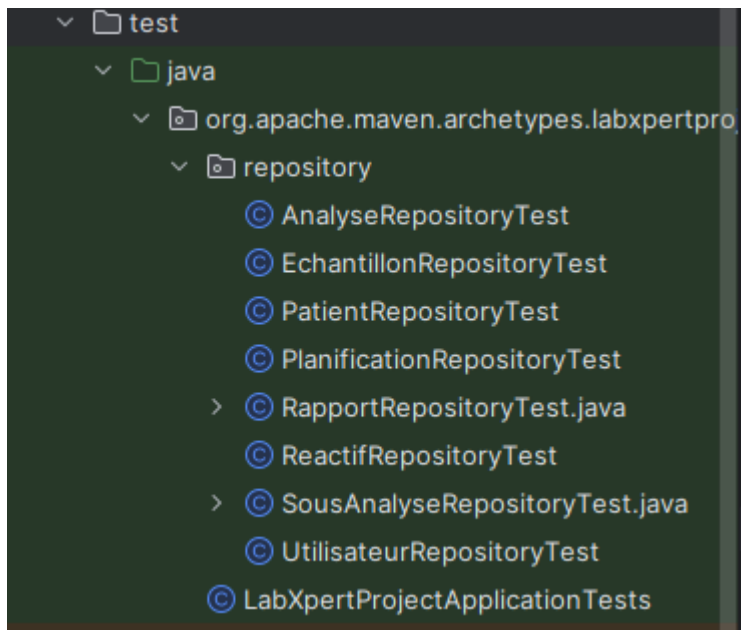 test
java
org.apache.maven.archetypes.labxpertpro
repository
AnalyseRepositoryTest
EchantillonRepositoryTest
PatientRepositoryTest
PlanificationRepositoryTest
RapportRepositoryTest.java
ReactifRepositoryTest
SousAnalyseRepositoryTest.java
UtilisateurRepositoryTest
LabXpertProjectApplicationTests